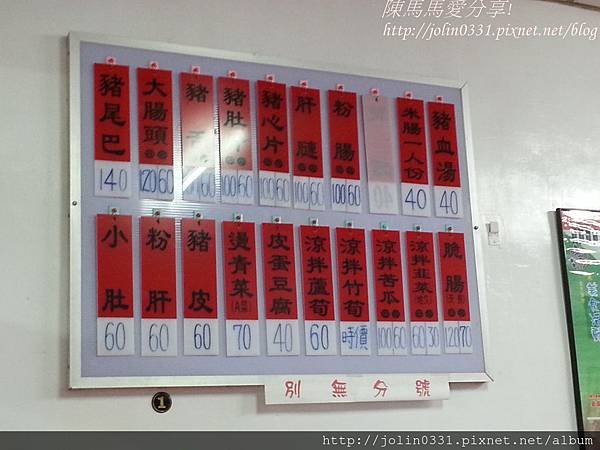 陳馬馬愛分享!
http://jolin0331.pixnet.net/blog
豬尾巴
140
大腸頭
120 60
豬
60
豬肚
100 60
豬心片
100 60
肝腱
100 60
粉腸
100 60
米腸一人份
40
豬血湯
40
小肚
60
粉肝
60
豬皮
60
燙青菜
70
皮蛋豆腐
40
涼拌蘆筍
60
涼拌竹筍
時價
涼拌苦瓜
100 60
涼拌韭菜
60 30
脆腸
120 70
別無分號
1
http://jolin0331.pixnet.net/album